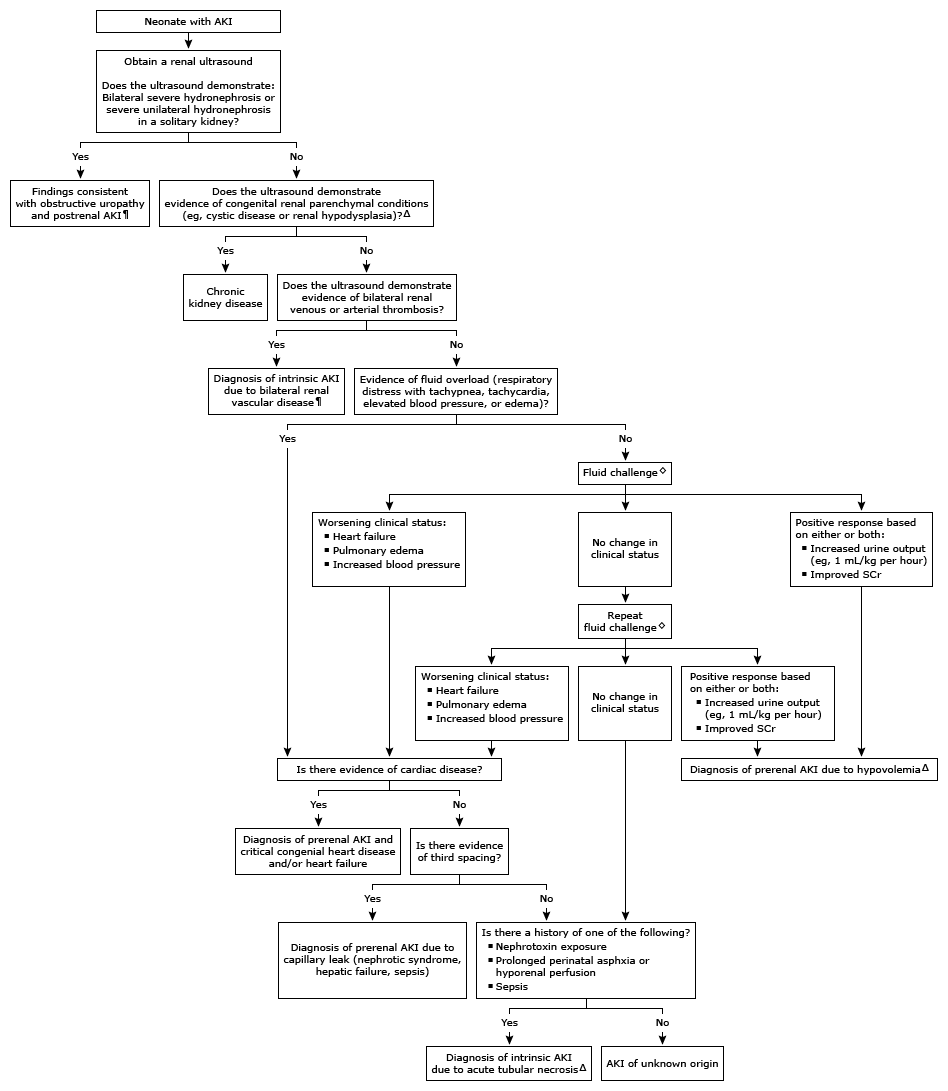 Neonate with AKI
Obtain a renal ultrasound
Does the ultrasound demonstrate:
Bilateral severe hydronephrosis or
severe unilateral hydronephrosis
in a solitary kidney?
Yes
No
Findings consistent
with obstructive uropathy
and postrenal AKI¶
Does the ultrasound demonstrate
evidence of congenital renal parenchymal conditions
(eg, cystic disease or renal hypodysplasia)?Δ
Yes
No
Chronic
kidney disease
Does the ultrasound demonstrate
evidence of bilateral renal
venous or arterial thrombosis?
Yes
No
Diagnosis of intrinsic AKI
due to bilateral renal
vascular disease¶
Evidence of fluid overload (respiratory
distress with tachypnea, tachycardia,
elevated blood pressure, or edema)?
Yes
No
Fluid challenge◇
Worsening clinical status:
▪ Heart failure
▪ Pulmonary edema
▪ Increased blood pressure
No change in
clinical status
Positive response based
on either or both:
▪ Increased urine output
(eg, 1 mL/kg per hour)
▪ Improved SCr
Repeat
fluid challenge◇
Worsening clinical status:
▪ Heart failure
▪ Pulmonary edema
▪ Increased blood pressure
No change in
clinical status
Positive response based
on either or both:
▪ Increased urine output
(eg, 1 mL/kg per hour)
▪ Improved SCr
Is there evidence of cardiac disease?
Diagnosis of prerenal AKI due to hypovolemiaΔ
Yes
No
Diagnosis of prerenal AKI and
critical congenial heart disease
and/or heart failure
Is there evidence
of third spacing?
Yes
No
Diagnosis of prerenal AKI due to
capillary leak (nephrotic syndrome,
hepatic failure, sepsis)
Is there a history of one of the following?
▪ Nephrotoxin exposure
▪ Prolonged perinatal asphxia or
hyporenal perfusion
▪ Sepsis
Yes
No
Diagnosis of intrinsic AKI
due to acute tubular necrosisΔ
AKI of unknown origin